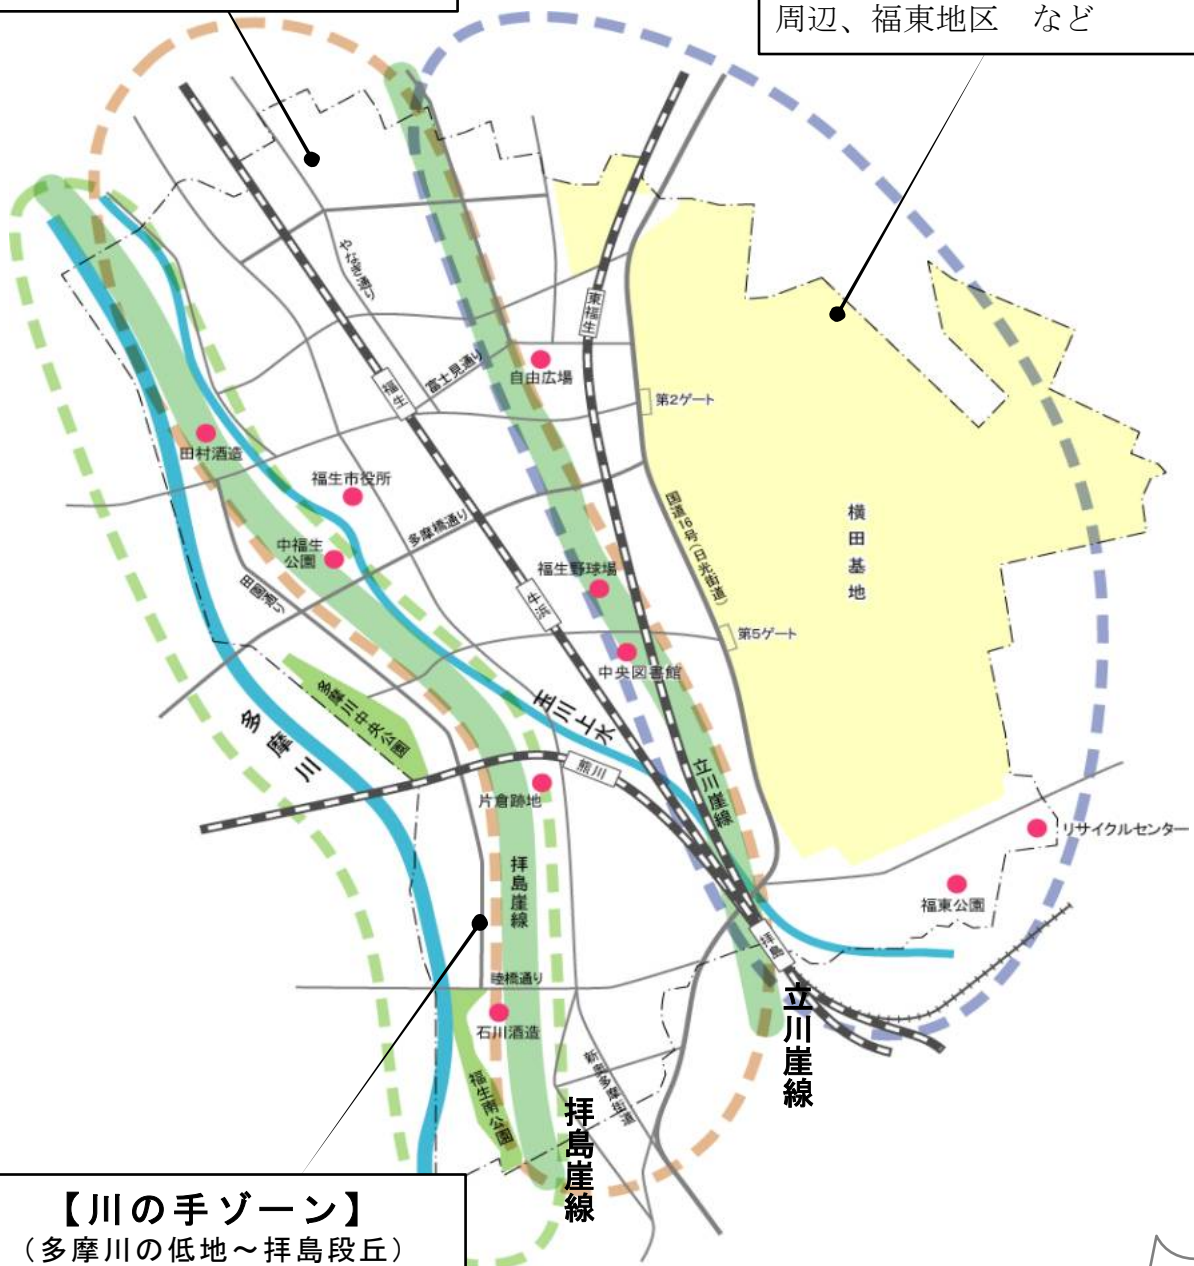 周辺、福東地区　など
やなぎ通り
東福生
富士見通り
自由広場
福生
第2ゲート
田村酒造
福生市役所
国道16号(日光街道)
横田基地
多摩橋通り
中福生
公園
福生野球場
田園通り
牛浜
第5ゲート
中央図書館
多摩川中央公園
玉川上水
多摩川
熊川
立川崖線
片倉跡地
リサイクルセンター
拝島崖線
福東公園
拝島
睦橋通り
立川崖線
石川酒造
新奥多摩街道
福生南公園
拝島崖線
【川の手ゾーン】
（多摩川の低地～拝島段丘）